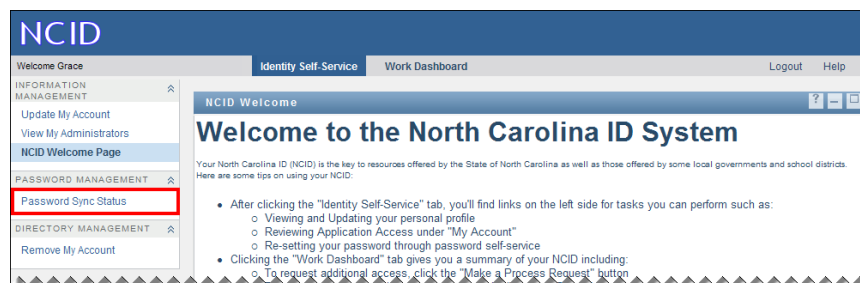 NCID
Welcome Grace
Identity Self-Service Work Dashboard Logout Help
INFORMATION
MANAGEMENT
Update My Account
View My Administrators
NCID Welcome Page
PASSWORD MANAGEMENT
Password Sync Status
DIRECTORY MANAGEMENT
Remove My Account
NCID Welcome ?
Welcome to the North Carolina ID System
Your North Carolina ID (NCID) is the key to resources offered by the State of North Carolina as well as those offered by some local governments and school districts.
Here are some tips on using your NCID:
• After clicking the "Identity Self-Service" tab, you'll find links on the left side for tasks you can perform such as:
o Viewing and Updating your personal profile
o Reviewing Application Access under "My Account"
o Re-setting your password through password self-service
• Clicking the "Work Dashboard" tab gives you a summary of your NCID including:
o To request additional access, click the "Make a Process Request" button